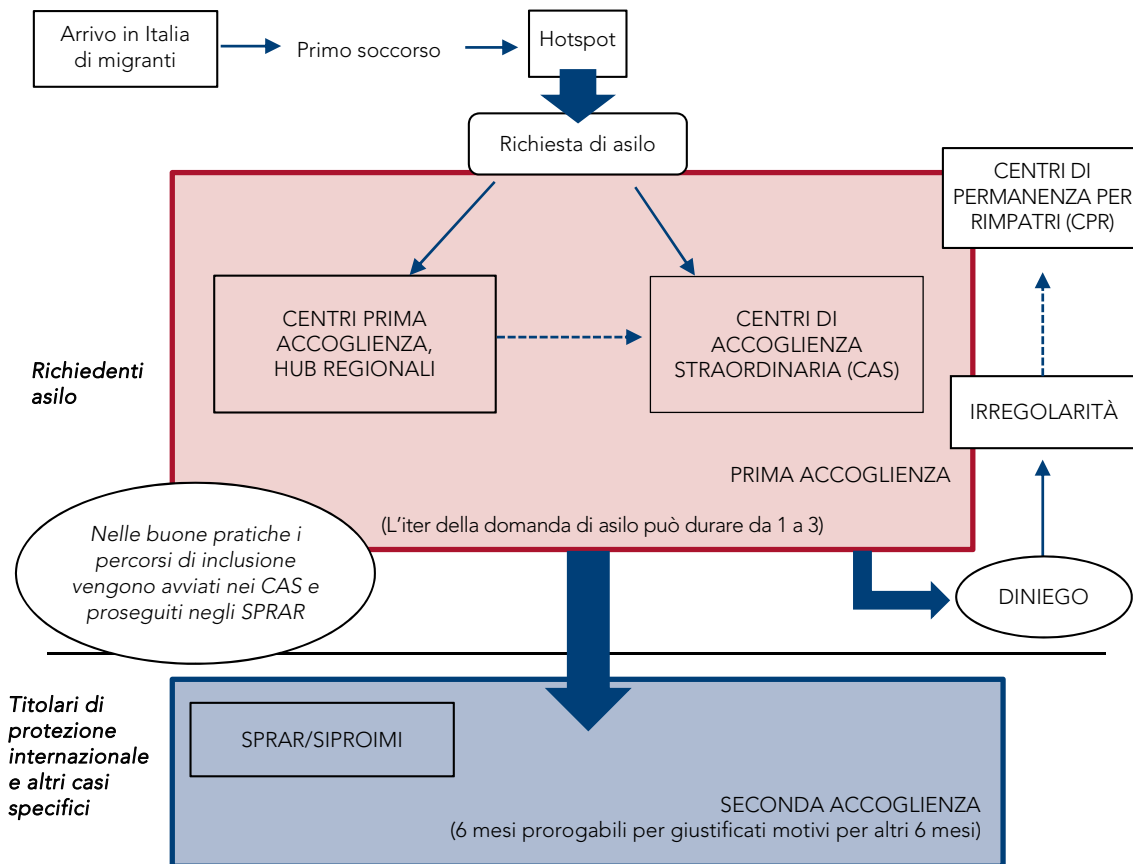 Arrivo in Italia
di migranti
Primo soccorso
Hotspot
Richiesta di asilo
CENTRI DI
PERMANENZA PER
RIMPATRI (CPR)
CENTRI PRIMA
ACCOGLIENZA,
HUB REGIONALI
CENTRI DI
ACCOGLIENZA
STRAORDINARIA (CAS)
Richiedenti
asilo
IRREGOLARITÀ
PRIMA ACCOGLIENZA
(L'iter della domanda di asilo può durare da 1 a 3)
Nelle buone pratiche i
percorsi di inclusione
vengono avviati nei CAS e
proseguiti negli SPRAR
DINIEGO
Titolari di
protezione
internazionale
e altri casi
specifici
SPRAR/SIPROIMI
SECONDA ACCOGLIENZA
(6 mesi prorogabili per giustificati motivi per altri 6 mesi)